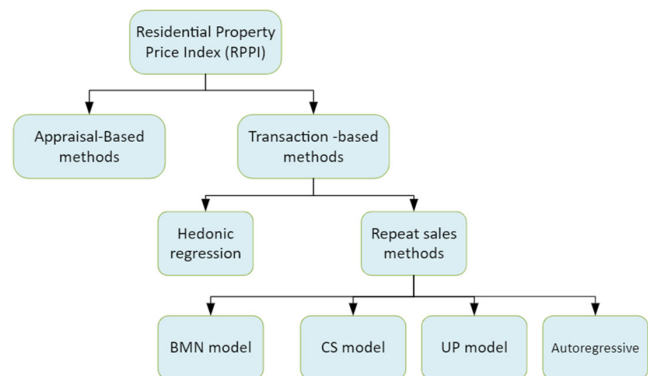 Residential Property
Price Index (RPPI)
Appraisal-Based
methods
Transaction -based
methods
Hedonic
regression
Repeat sales
methods
BMN model
CS model
UP model
Autoregressive